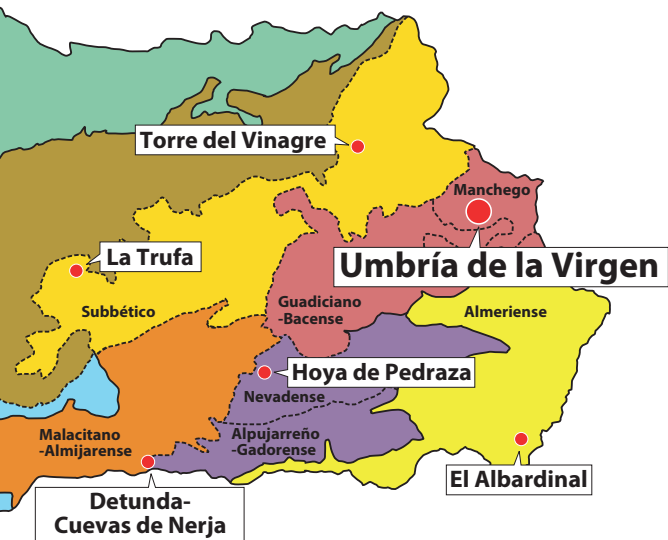 Torre del Vinagre
Manchego
La Trufa
Umbría de la Virgen
Subbético
Guadiciano
-Bacense
Almeriense
Hoya de Pedraza
Nevadense
Malacitano
-Almijarense
Alpujarreño
-Gadorense
El Albardinal
Detunda-
Cuevas de Nerja